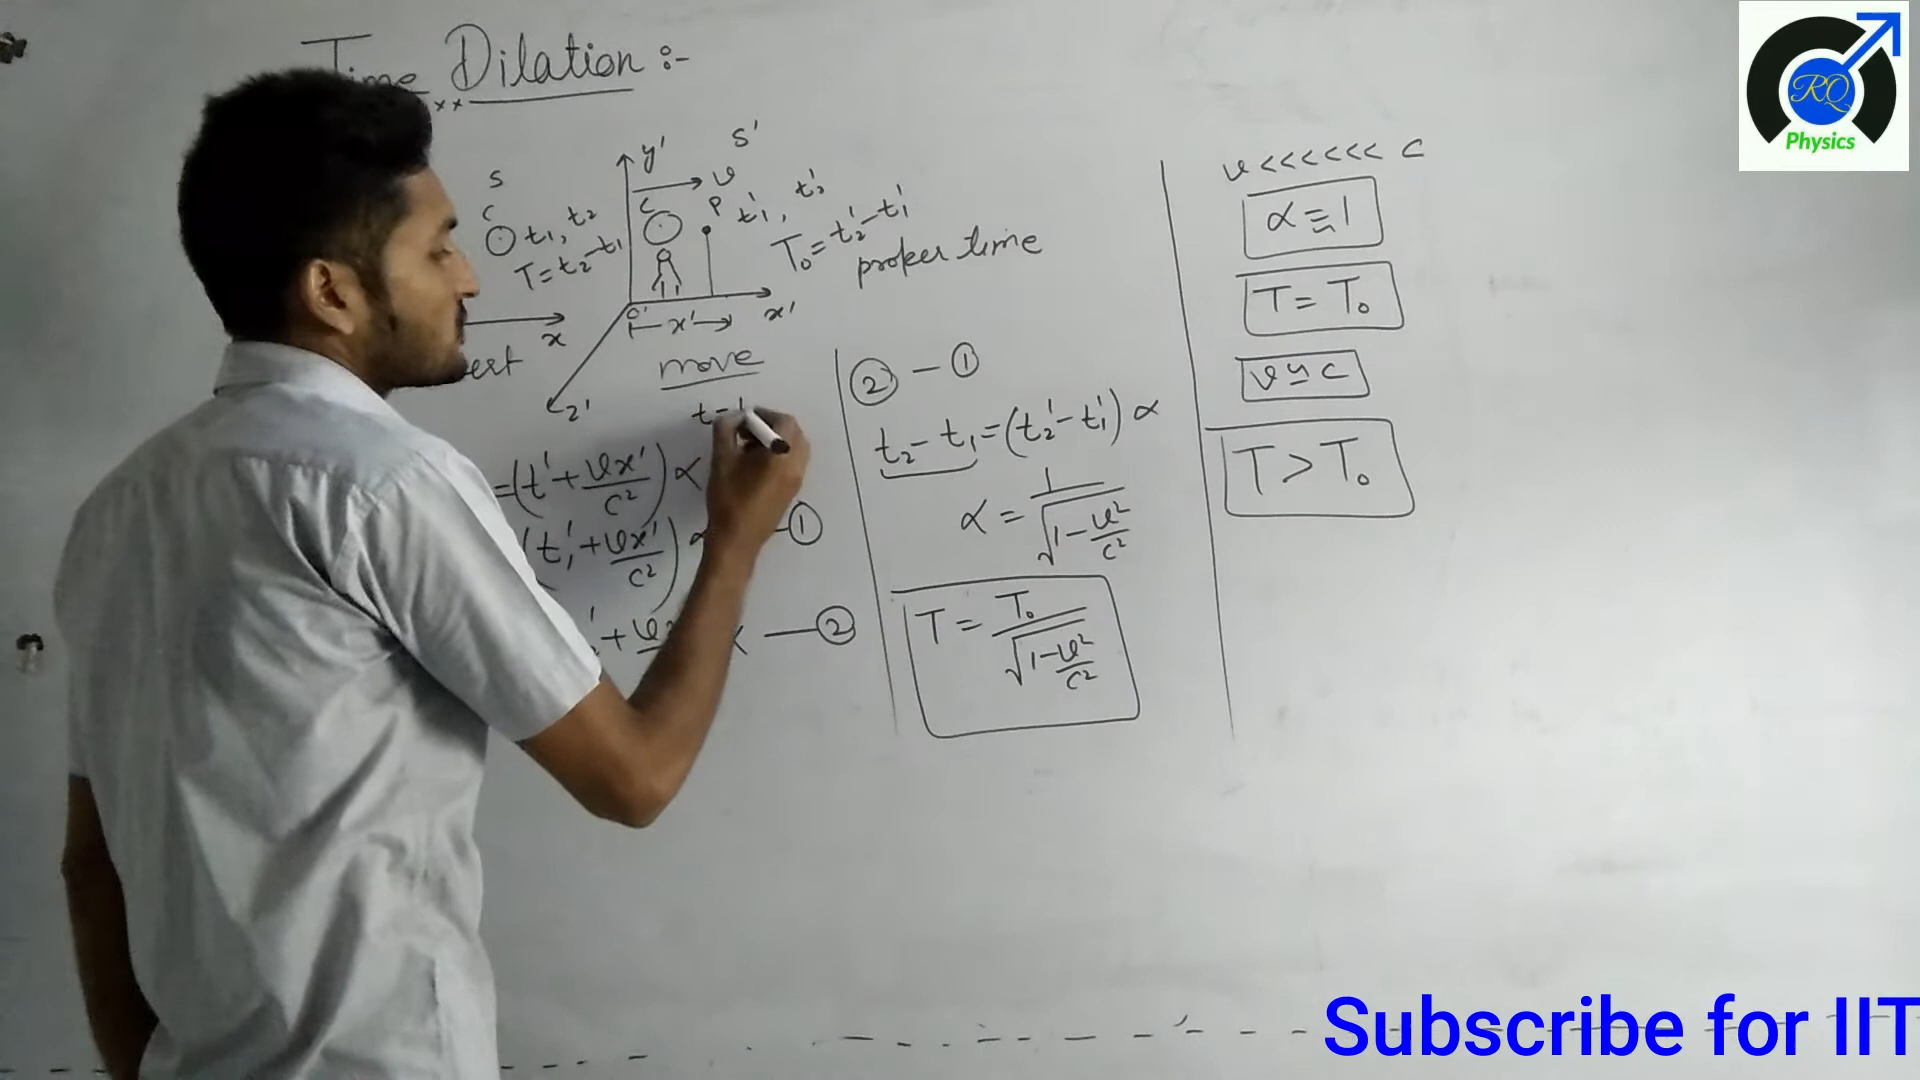 Time Dilation :-
S
C
t₁, t₂
T = t₂ - t₁
x
y'
S'
v
C
P
t₁', t₂'
T₀ = t₂' - t₁'
proper time
o'
x'
x'
z'
move
=(t' + vx'/c²)α
(t₁' + vx'/c²)
①
②
② - ①
t₂ - t₁ = (t₂' - t₁')α
α = 1/√(1 - v²/c²)
T = T₀/√(1 - v²/c²)
v <<<<<< c
α ≅ 1
T = T₀
v ≃ c
T > T₀
RQ
Physics
Subscribe for IIT